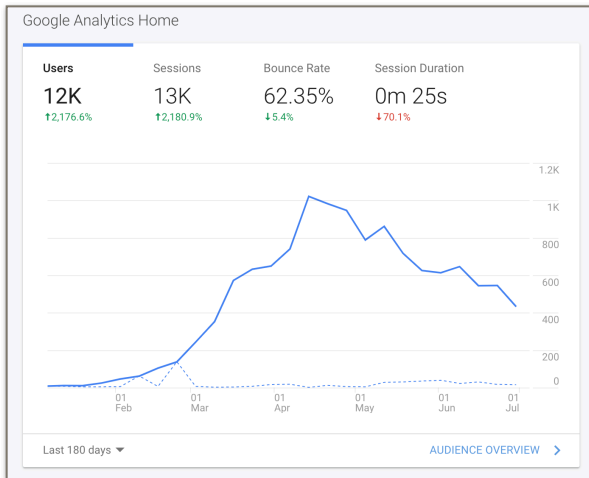 Google Analytics Home
Users
12K
↑2,176.6%
Sessions
13K
↑2,180.9%
Bounce Rate
62.35%
↓5.4%
Session Duration
0m 25s
↓70.1%
1.2K
1K
800
600
400
200
0
01
Feb
01
Mar
01
Apr
01
May
01
Jun
01
Jul
Last 180 days
AUDIENCE OVERVIEW